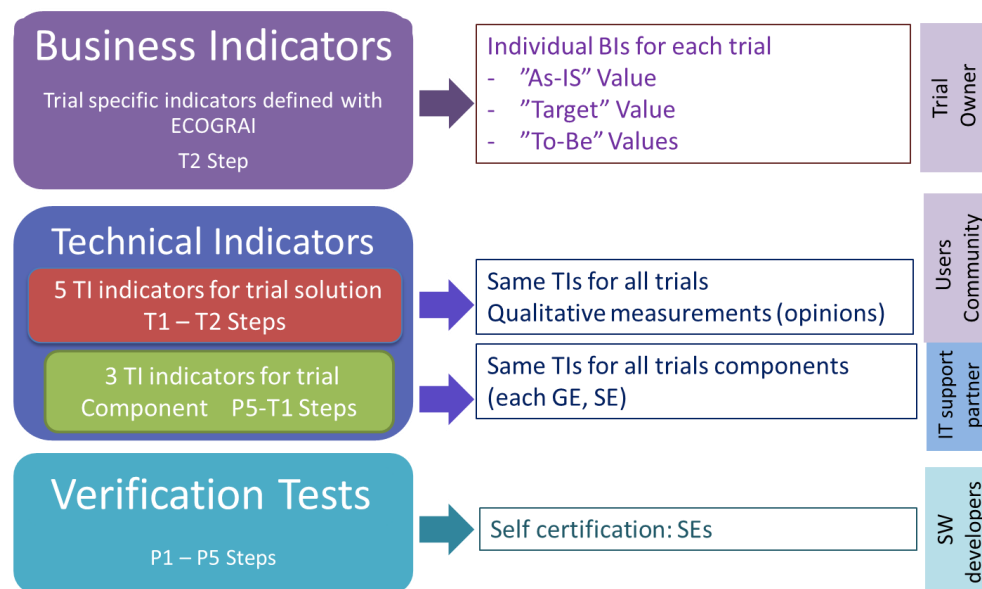 Business Indicators
Trial specific indicators defined with
ECOGRAI
T2 Step
Individual BIs for each trial
- ”As-IS” Value
- ”Target” Value
- ”To-Be” Values
Trial
Owner
Technical Indicators
5 TI indicators for trial solution
T1 – T2 Steps
Same TIs for all trials
Qualitative measurements (opinions)
Users
Community
3 TI indicators for trial
Component P5-T1 Steps
Same TIs for all trials components
(each GE, SE)
IT support
partner
Verification Tests
P1 – P5 Steps
Self certification: SEs
SW
developers